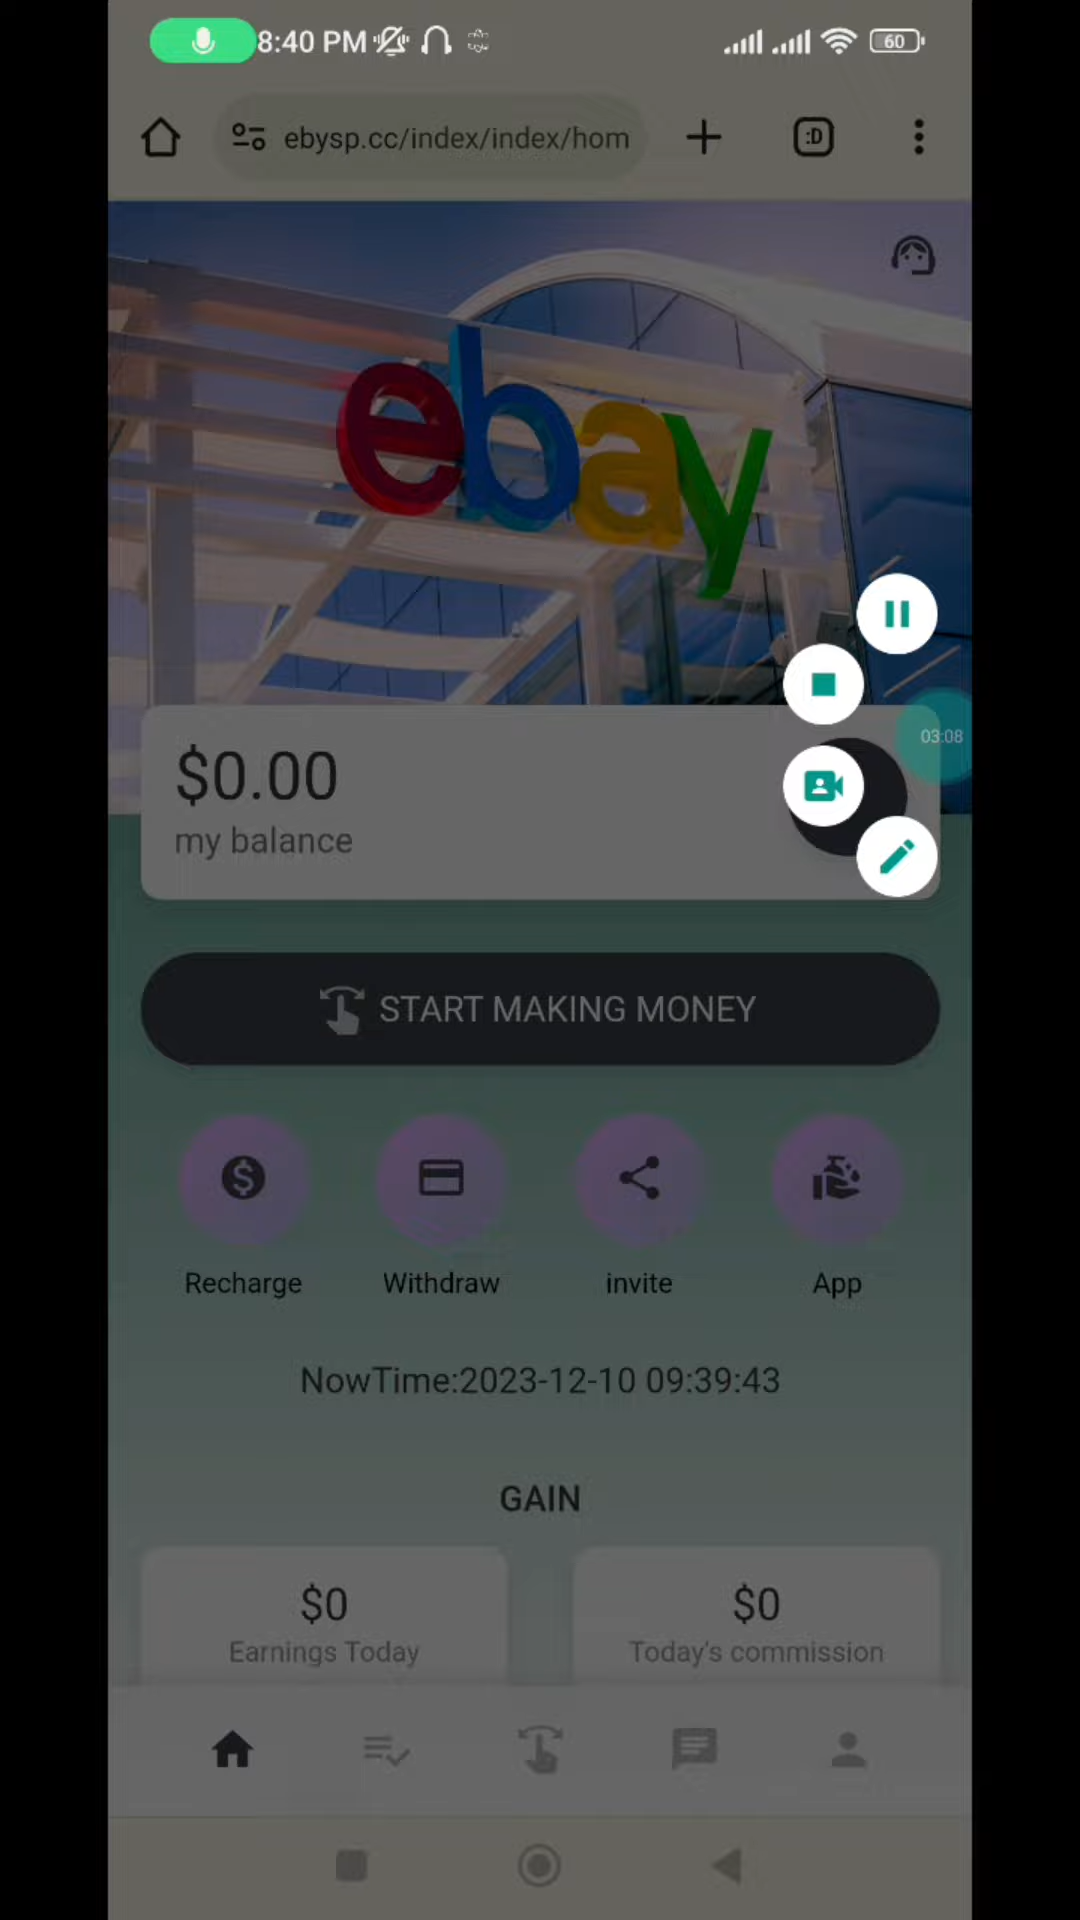 8:40 PM
60
ebysp.cc/index/index/hom
:D
ebay
03:08
$0.00
my balance
START MAKING MONEY
Recharge
Withdraw
invite
App
NowTime:2023-12-10 09:39:43
GAIN
$0
$0
Earnings Today
Today's commission